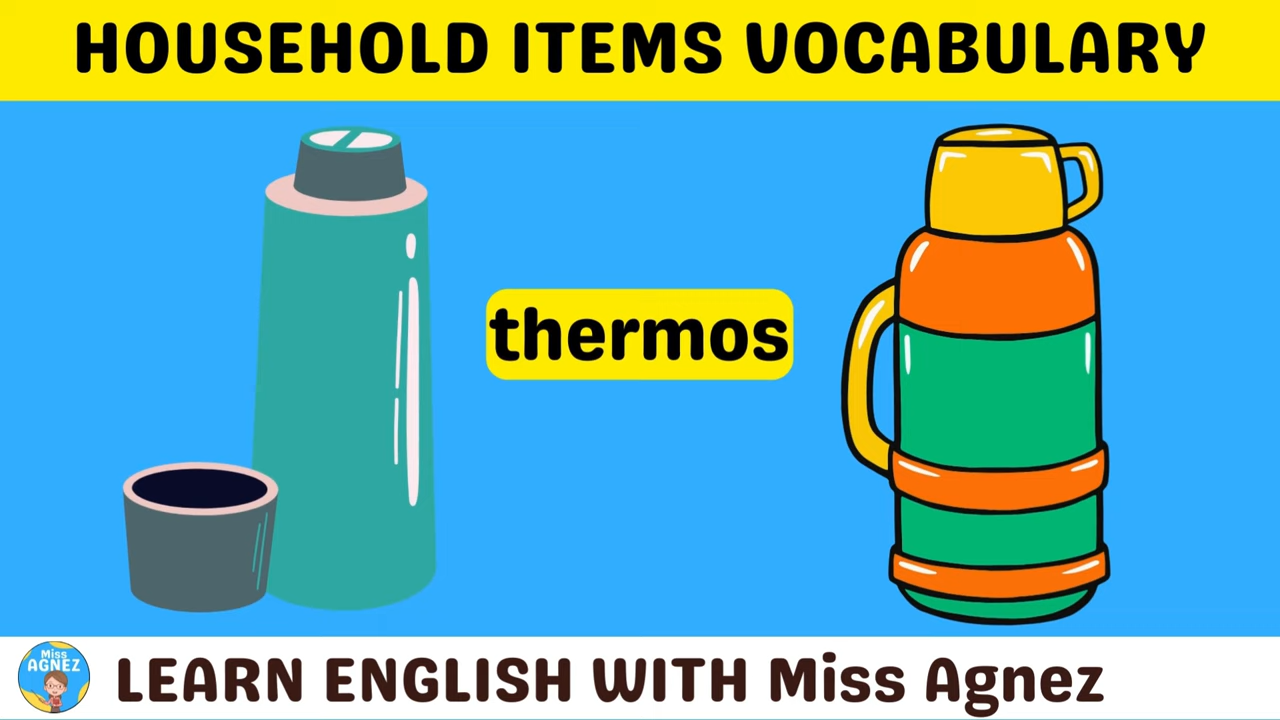 HOUSEHOLD ITEMS VOCABULARY
thermos
Miss
AGNEZ
LEARN ENGLISH WITH Miss Agnez